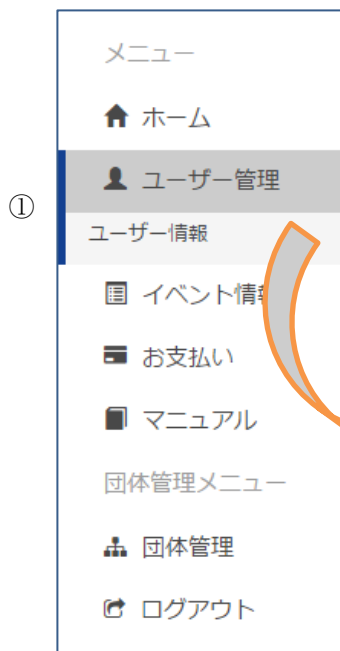 メニュー
ホーム
ユーザー管理
①
ユーザー情報
イベント情報
お支払い
マニュアル
団体管理メニュー
団体管理
ログアウト